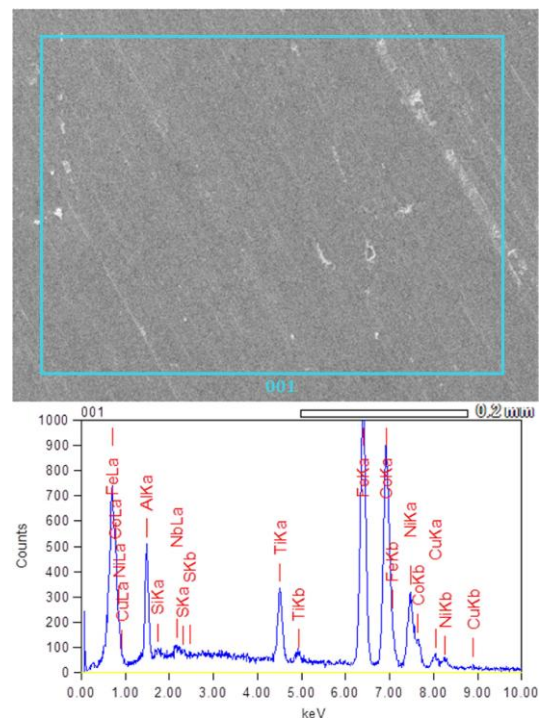 001
001
0.2 mm
1000
900
800
700
600
500
400
300
200
100
0
Counts
CuLa
NiLa
CoLa
FeLa
AlKa
SiKa
NbLa
SKa
SKb
TiKa
TiKb
FeKa
CoKa
FeKb
NiKa
CoKb
CuKa
NiKb
CuKb
0.00 1.00 2.00 3.00 4.00 5.00 6.00 7.00 8.00 9.00 10.00
keV